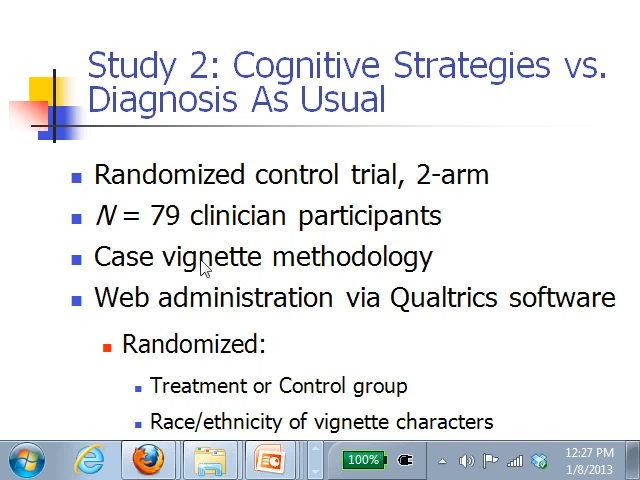 Study 2: Cognitive Strategies vs.
Diagnosis As Usual
Randomized control trial, 2-arm
N = 79 clinician participants
Case vignette methodology
Web administration via Qualtrics software
Randomized:
Treatment or Control group
Race/ethnicity of vignette characters
100%
12:27 PM
1/8/2013